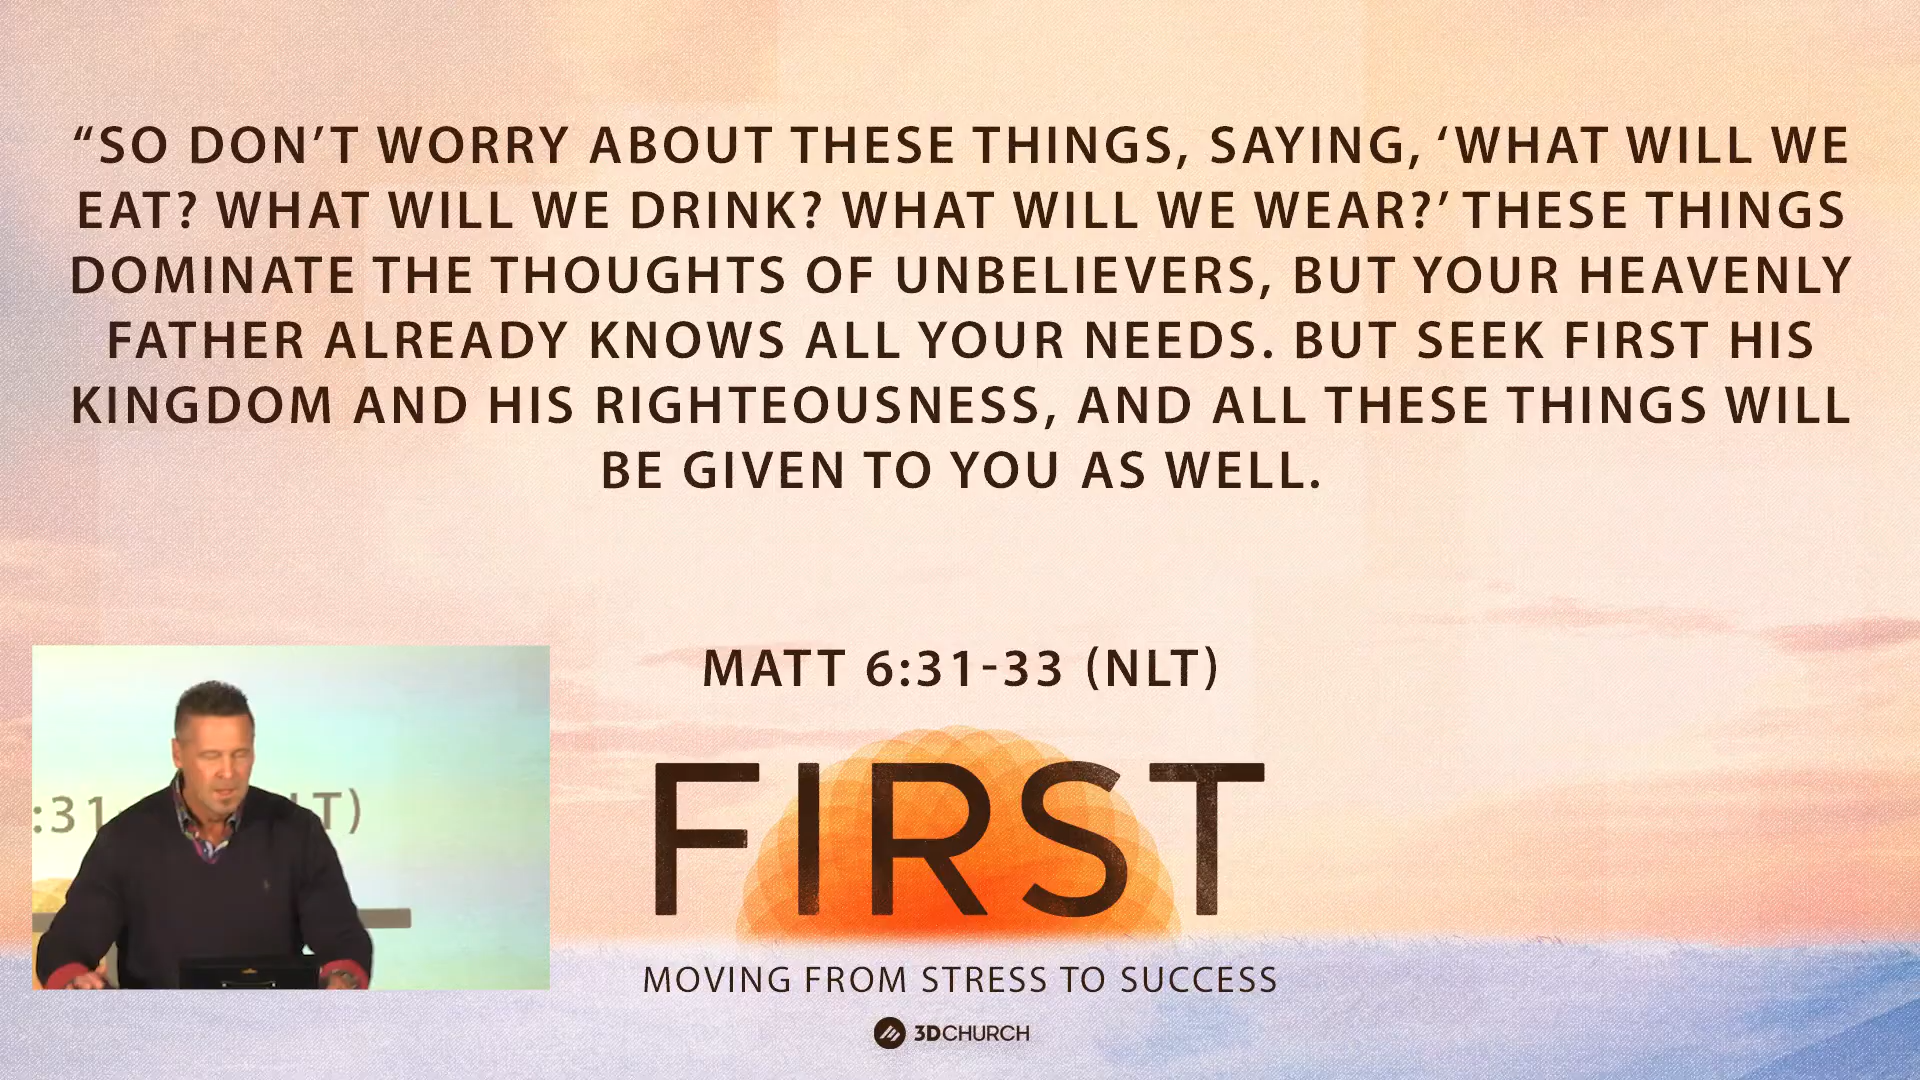 “SO DON’T WORRY ABOUT THESE THINGS, SAYING, ‘WHAT WILL WE
EAT? WHAT WILL WE DRINK? WHAT WILL WE WEAR?’ THESE THINGS
DOMINATE THE THOUGHTS OF UNBELIEVERS, BUT YOUR HEAVENLY
FATHER ALREADY KNOWS ALL YOUR NEEDS. BUT SEEK FIRST HIS
KINGDOM AND HIS RIGHTEOUSNESS, AND ALL THESE THINGS WILL
BE GIVEN TO YOU AS WELL.
MATT 6:31-33 (NLT)
:31 LT)
FIRST
MOVING FROM STRESS TO SUCCESS
3DCHURCH